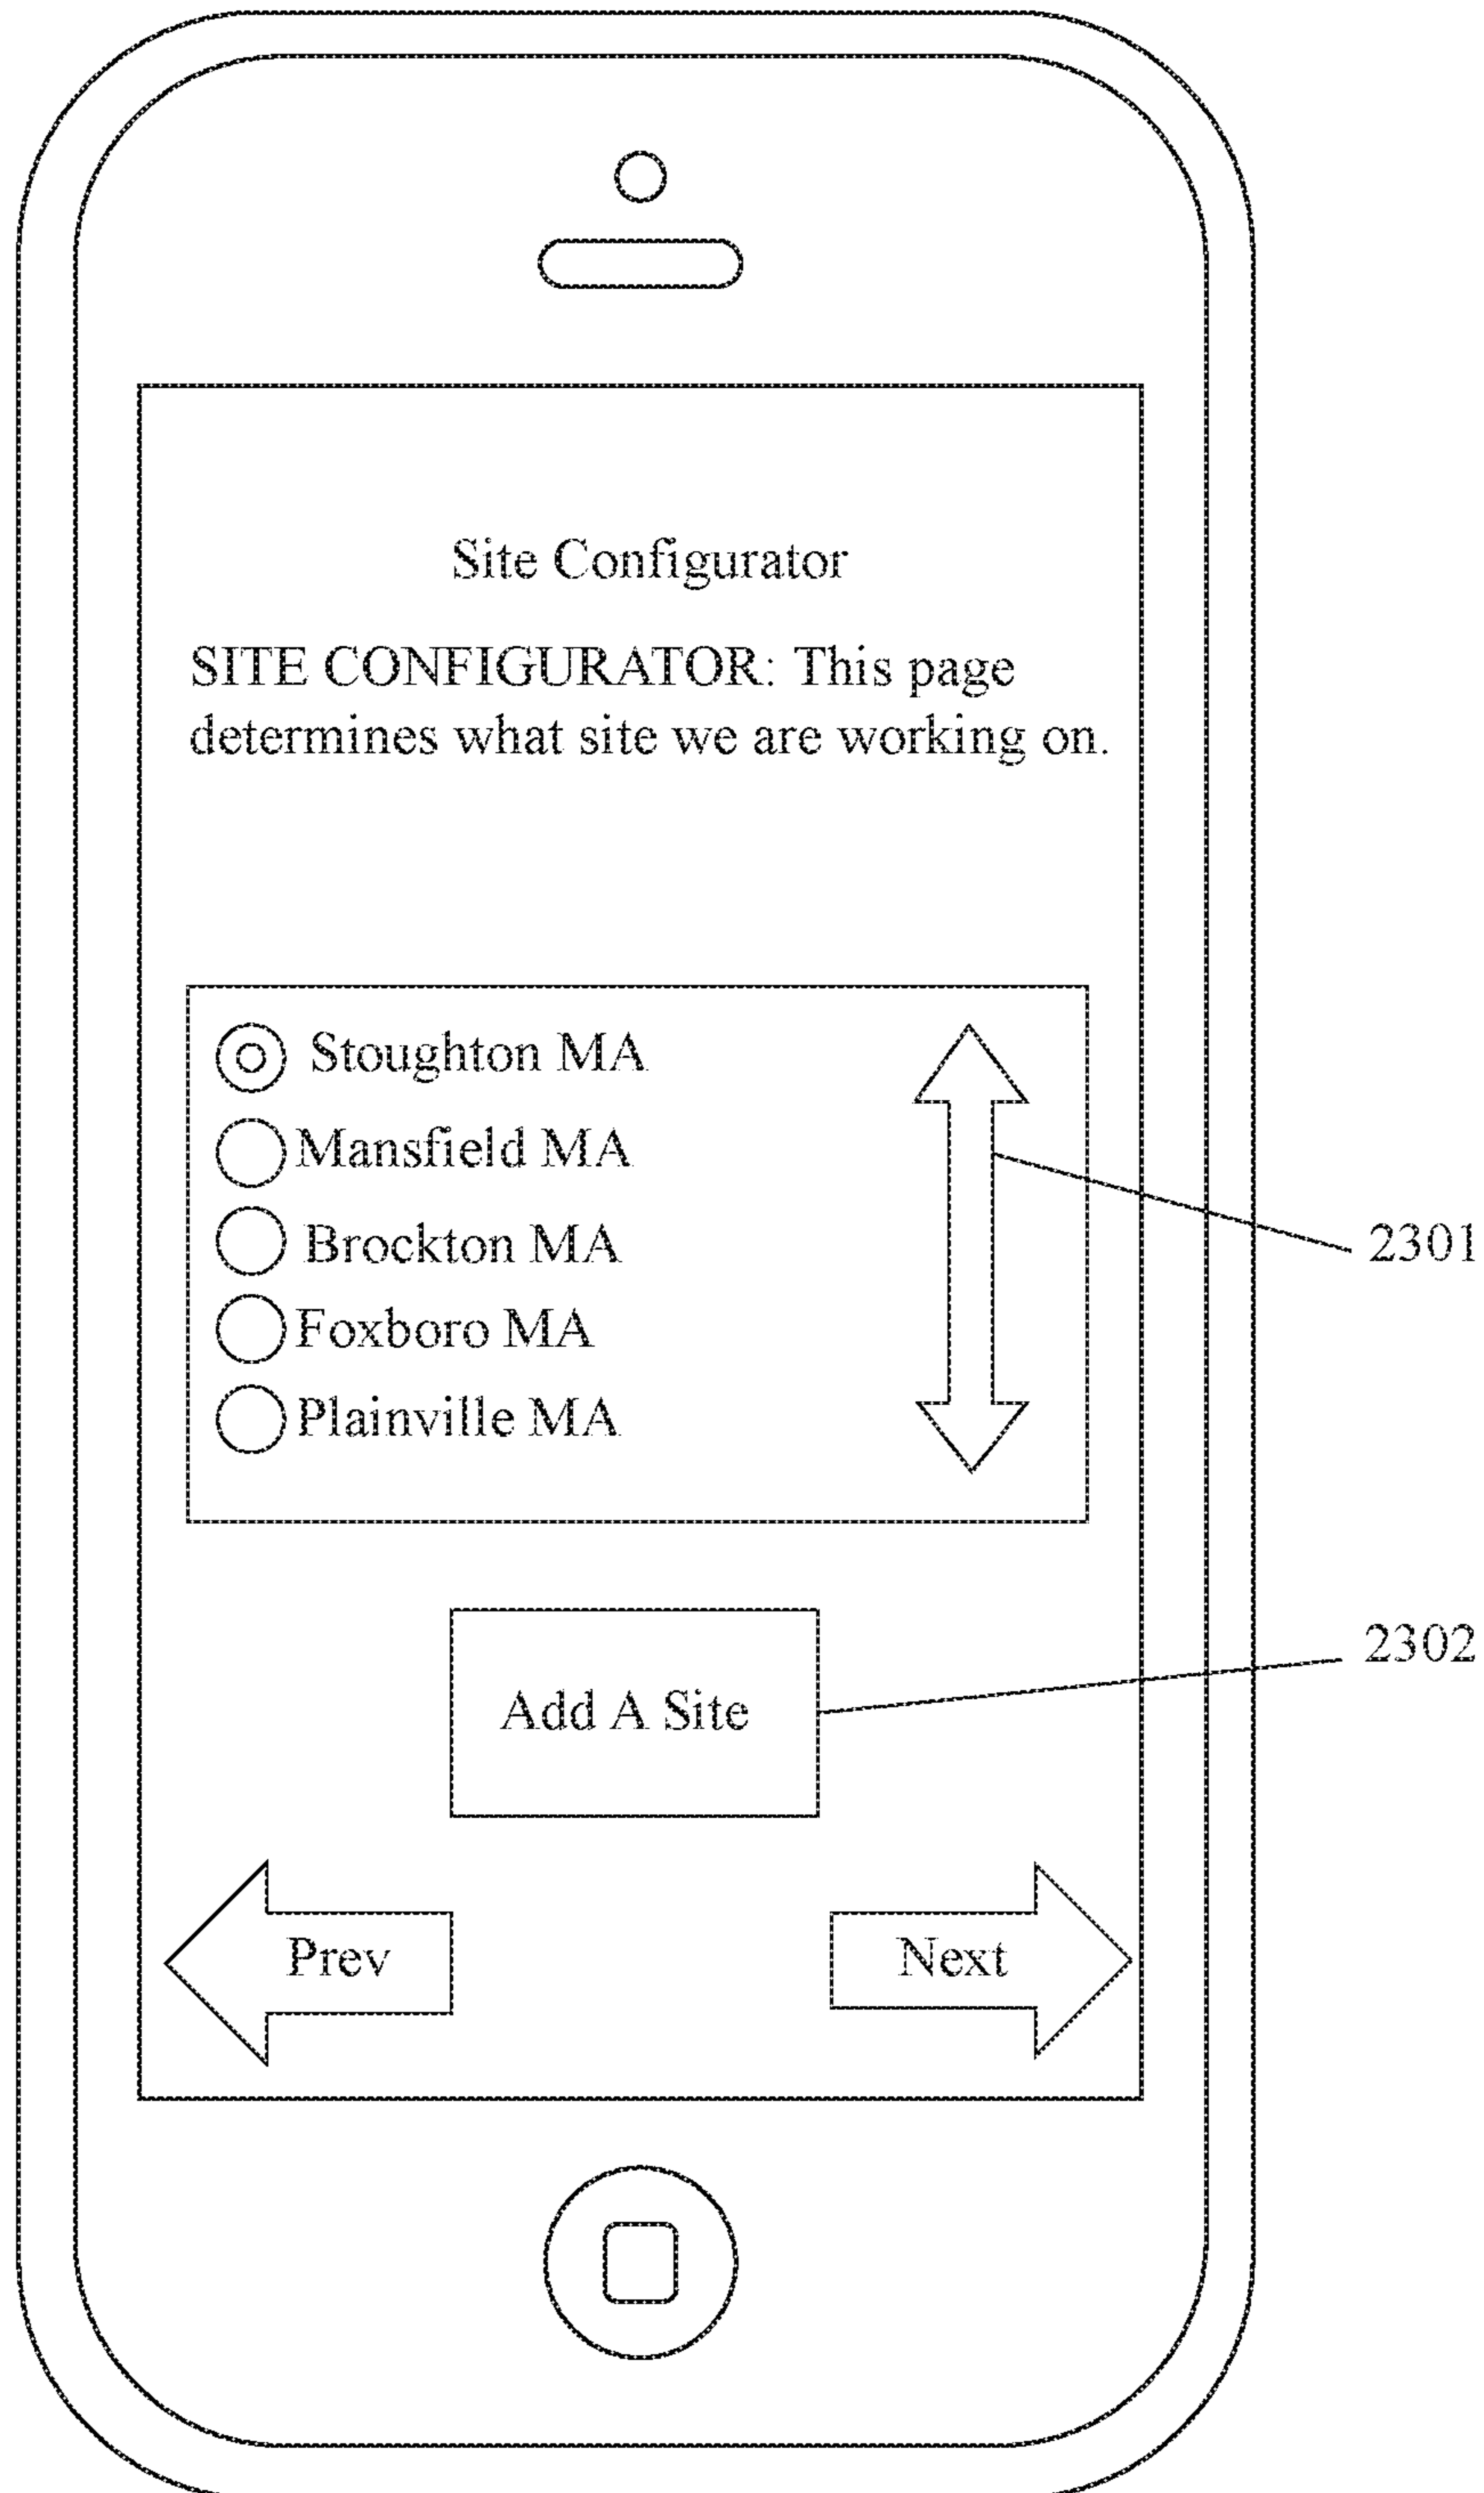 Site Configurator
SITE CONFIGURATOR: This page
determines what site we are working on.
Stoughton MA
Mansfield MA
Brockton MA
Foxboro MA
Plainville MA
2301
2302
Add A Site
Prev
Next